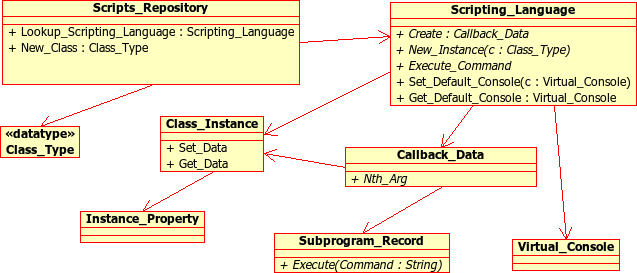 Scripts_Repository
+ Lookup_Scripting_Language : Scripting_Language
+ New_Class : Class_Type
Scripting_Language
+ Create : Callback_Data
+ New_Instance(c : Class_Type)
+ Execute_Command
+ Set_Default_Console(c : Virtual_Console)
+ Get_Default_Console : Virtual_Console
«datatype»
Class_Type
Class_Instance
+ Set_Data
+ Get_Data
Callback_Data
+ Nth_Arg
Instance_Property
Subprogram_Record
+ Execute(Command : String)
Virtual_Console